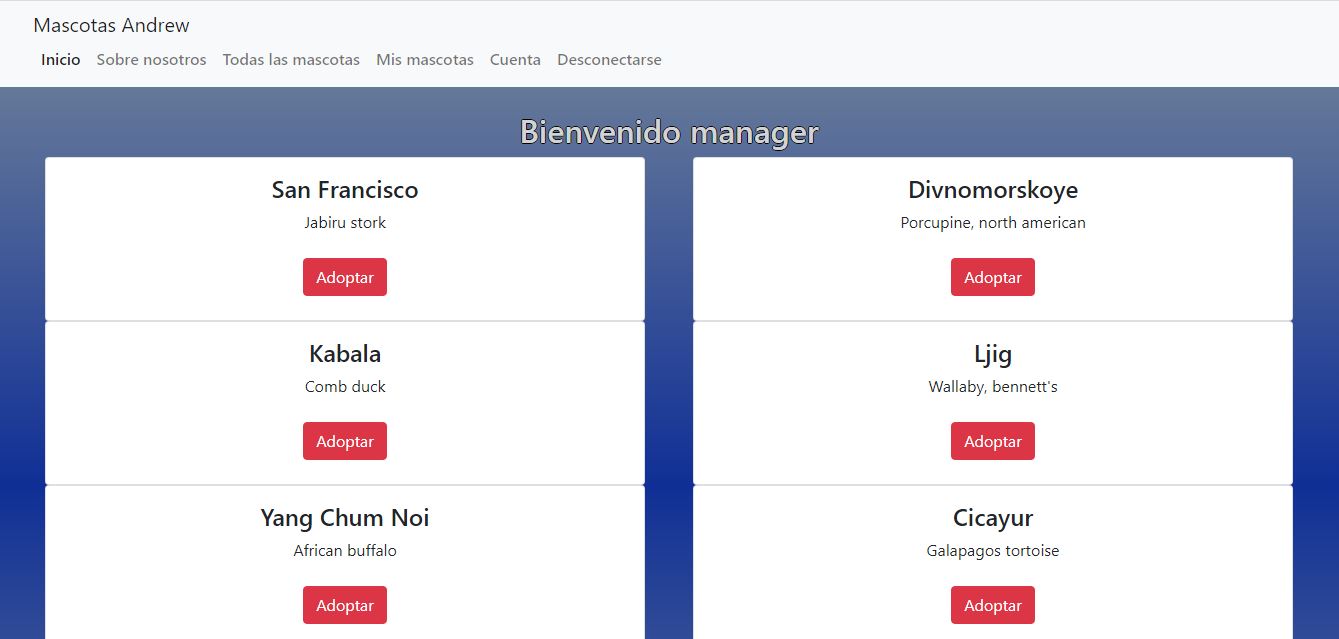 Mascotas Andrew
Inicio Sobre nosotros Todas las mascotas Mis mascotas Cuenta Desconectarse
Bienvenido manager
San Francisco
Jabiru stork
Adoptar
Divnomorskoye
Porcupine, north american
Adoptar
Kabala
Comb duck
Adoptar
Ljig
Wallaby, bennett's
Adoptar
Yang Chum Noi
African buffalo
Adoptar
Cicayur
Galapagos tortoise
Adoptar